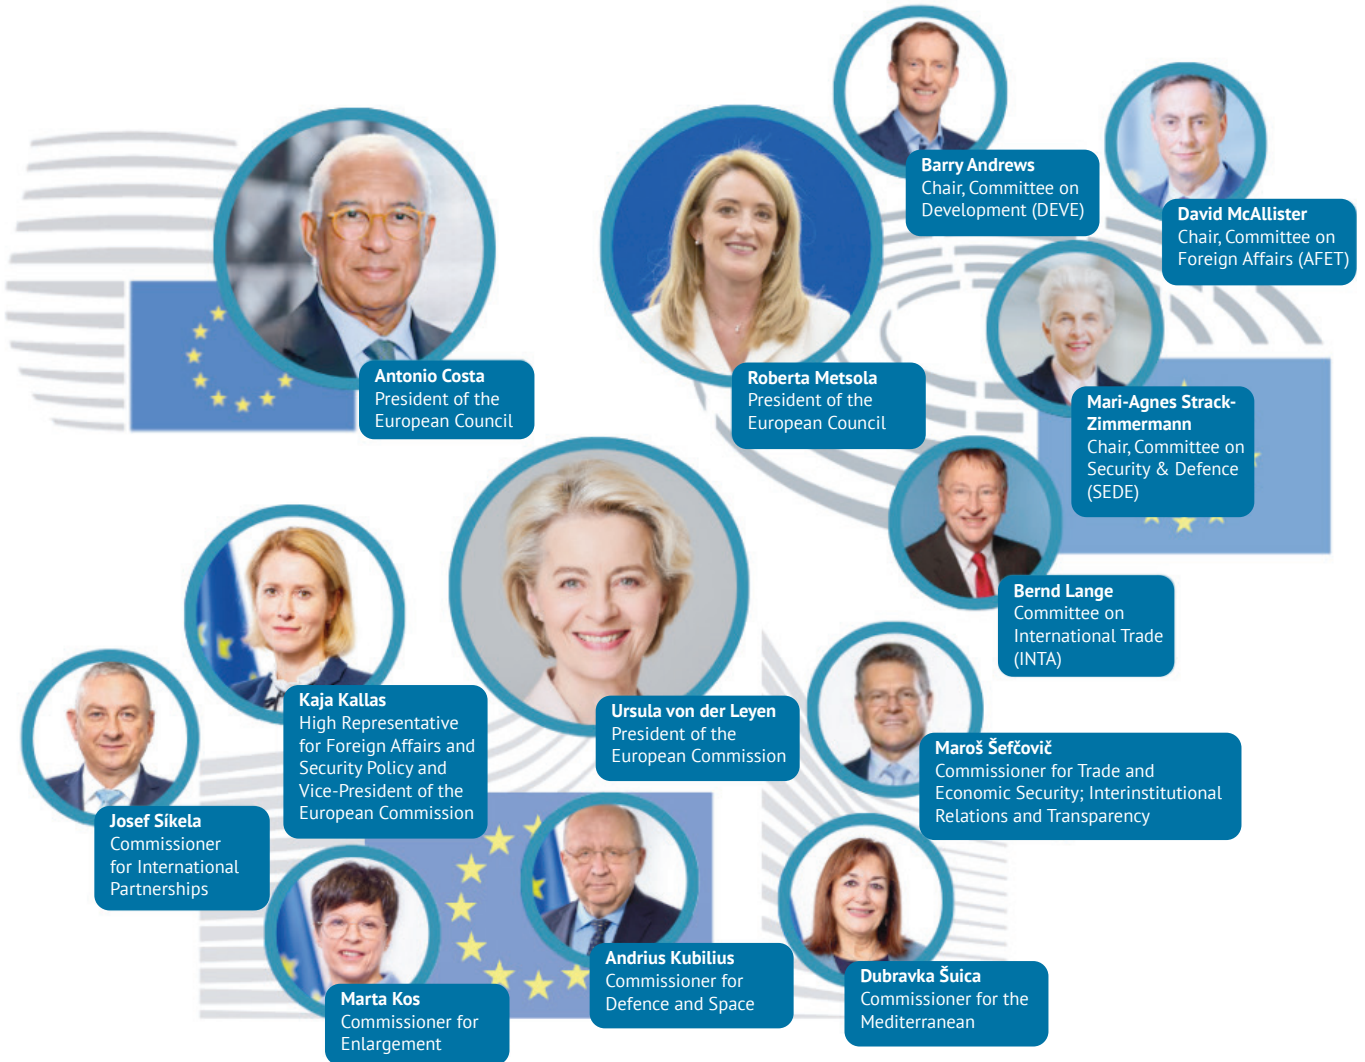 Barry Andrews
Chair, Committee on
Development (DEVE)
David McAllister
Chair, Committee on
Foreign Affairs (AFET)
Antonio Costa
President of the
European Council
Roberta Metsola
President of the
European Council
Mari-Agnes Strack-
Zimmermann
Chair, Committee on
Security & Defence
(SEDE)
Bernd Lange
Committee on
International Trade
(INTA)
Kaja Kallas
High Representative
for Foreign Affairs and
Security Policy and
Vice-President of the
European Commission
Ursula von der Leyen
President of the
European Commission
Maroš Šefčovič
Commissioner for Trade and
Economic Security; Interinstitutional
Relations and Transparency
Josef Síkela
Commissioner
for International
Partnerships
Marta Kos
Commissioner for
Enlargement
Andrius Kubilius
Commissioner for
Defence and Space
Dubravka Šuica
Commissioner for the
Mediterranean